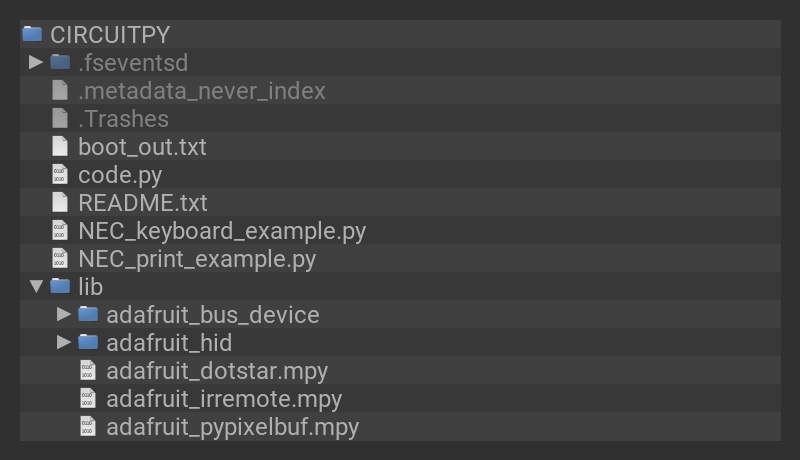 CIRCUITPY
.fseventsd
.metadata_never_index
.Trashes
boot_out.txt
code.py
README.txt
NEC_keyboard_example.py
NEC_print_example.py
lib
adafruit_bus_device
adafruit_hid
adafruit_dotstar.mpy
adafruit_irremote.mpy
adafruit_pypixelbuf.mpy